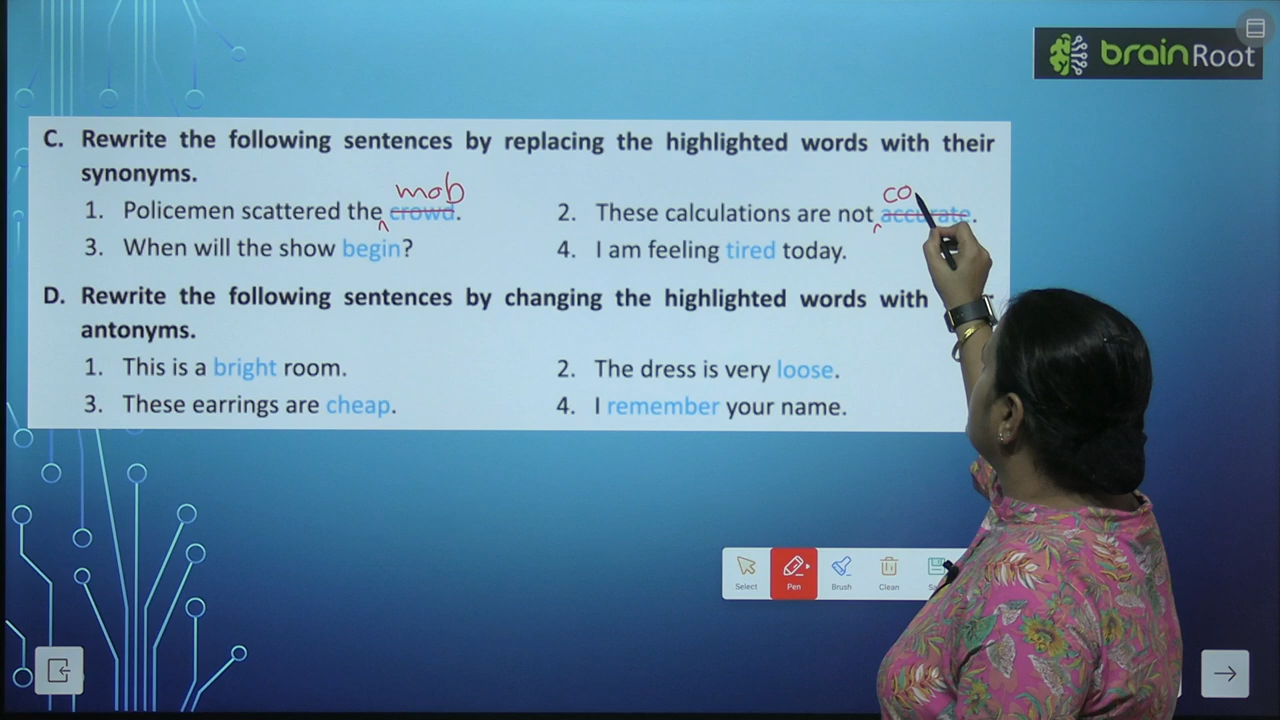 brainRoot
C. Rewrite the following sentences by replacing the highlighted words with their
synonyms.
mob
co
1. Policemen scattered the crowd.
2. These calculations are not accurate.
3. When will the show begin?
4. I am feeling tired today.
D. Rewrite the following sentences by changing the highlighted words with
antonyms.
1. This is a bright room.
2. The dress is very loose.
3. These earrings are cheap.
4. I remember your name.
Select
Pen
Brush
Clean